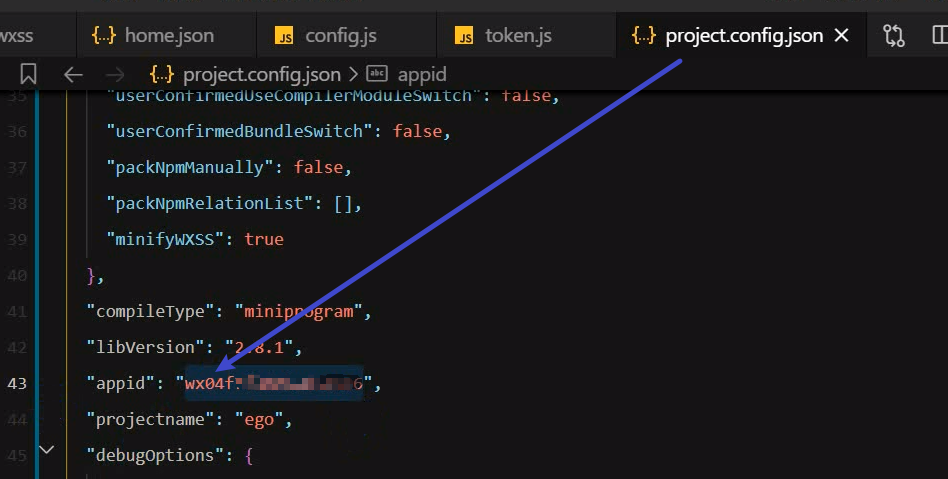 wxss {..} home.json JS config.js JS token.js {..} project.config.json
{..} project.config.json > abc appid
35 "userConfirmedUseCompilerModuleSwitch": false,
36 "userConfirmedBundleSwitch": false,
37 "packNpmManually": false,
38 "packNpmRelationList": [],
39 "minifyWXSS": true
40 },
41 "compileType": "miniprogram",
42 "libVersion": "2.8.1",
43 "appid": "wx04f 6",
44 "projectname": "ego",
45 "debugOptions": {